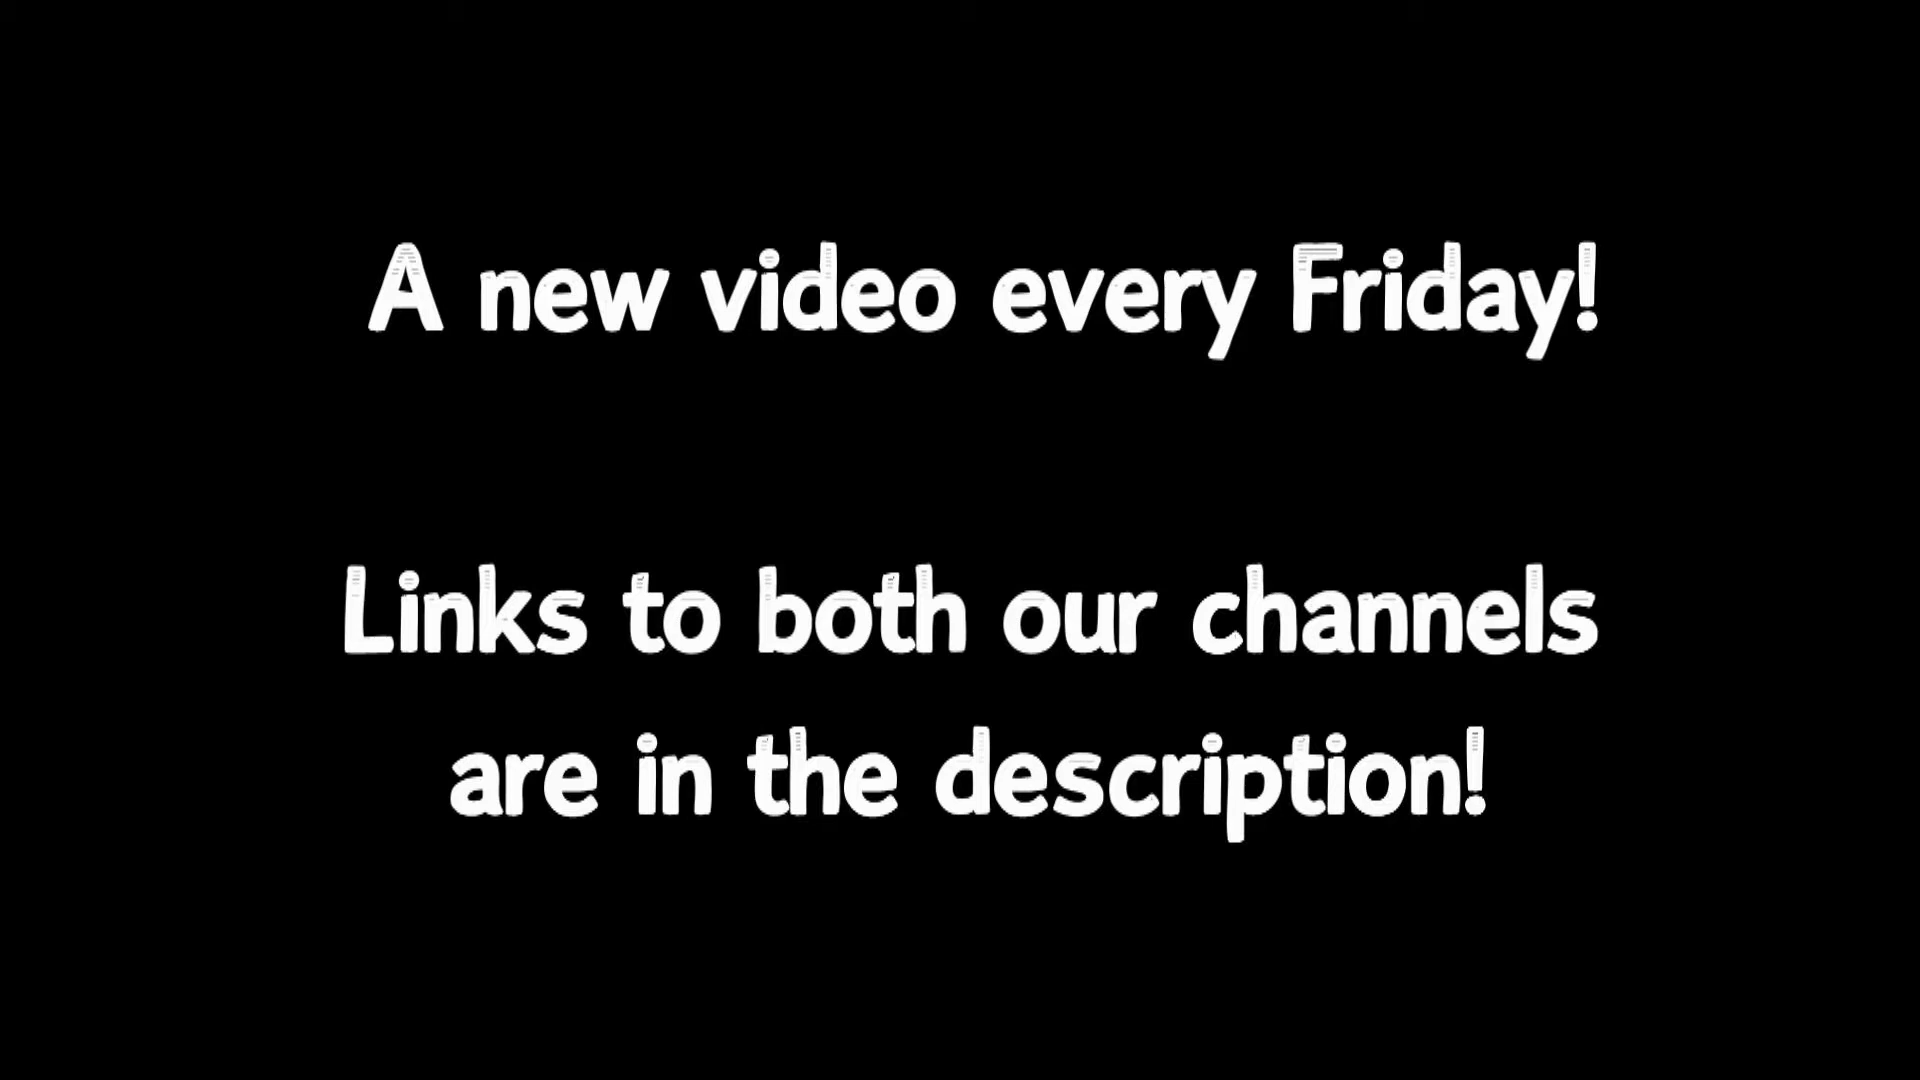 A new video every Friday!
Links to both our channels
are in the description!